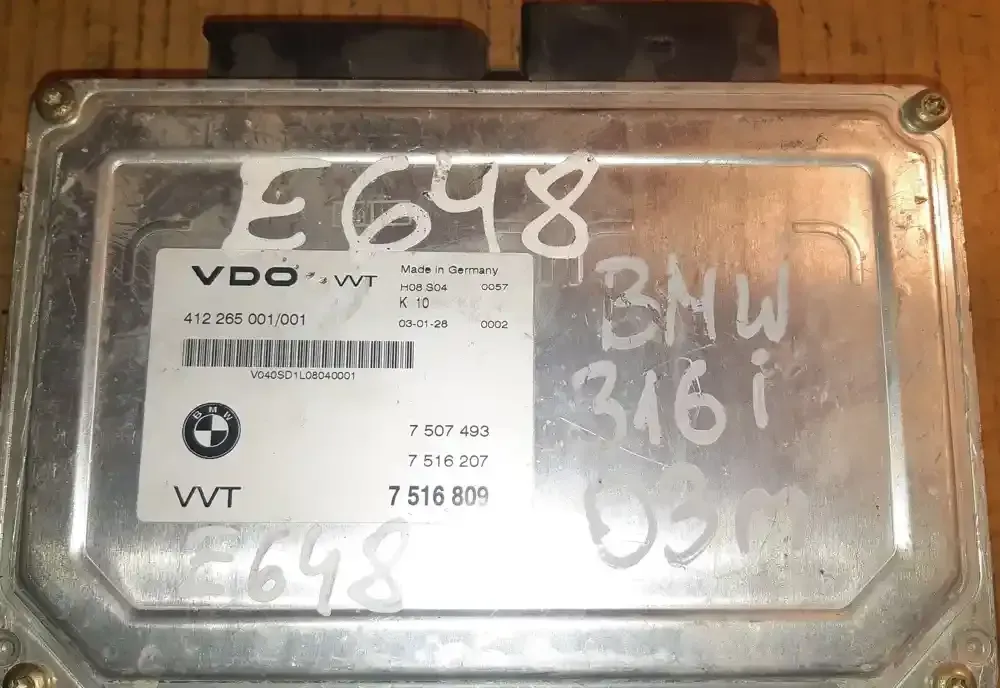 E648
VDO VVT Made in Germany
H08 S04 0057
K 10
412 265 001/001 03-01-28 0002
V040SD1L08040001
BMW
7 507 493
7 516 207
VVT 7 516 809
BMW
316i
03m
E648